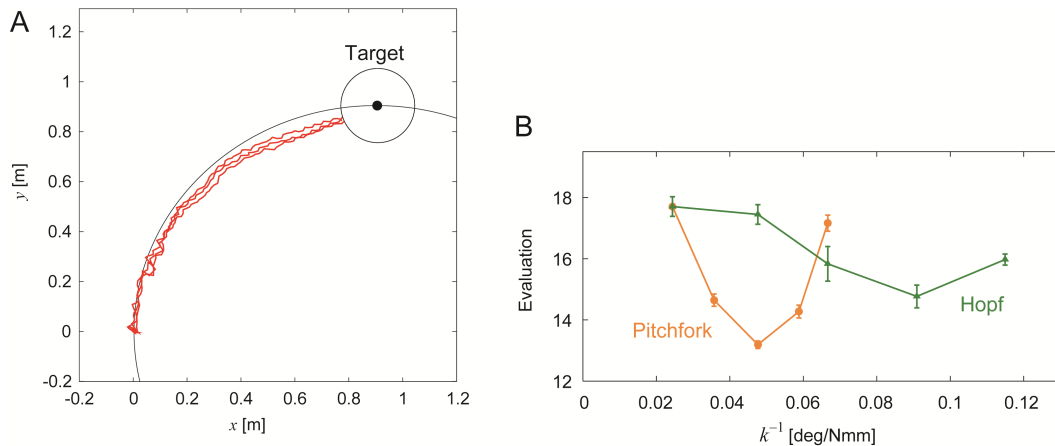 A
Target
1.2
1
0.8
0.6
0.4
0.2
0
-0.2
y [m]
-0.2 0 0.2 0.4 0.6 0.8 1 1.2
x [m]
B
18
16
14
12
Evaluation
Pitchfork
Hopf
0 0.02 0.04 0.06 0.08 0.1 0.12
k⁻¹ [deg/Nmm]